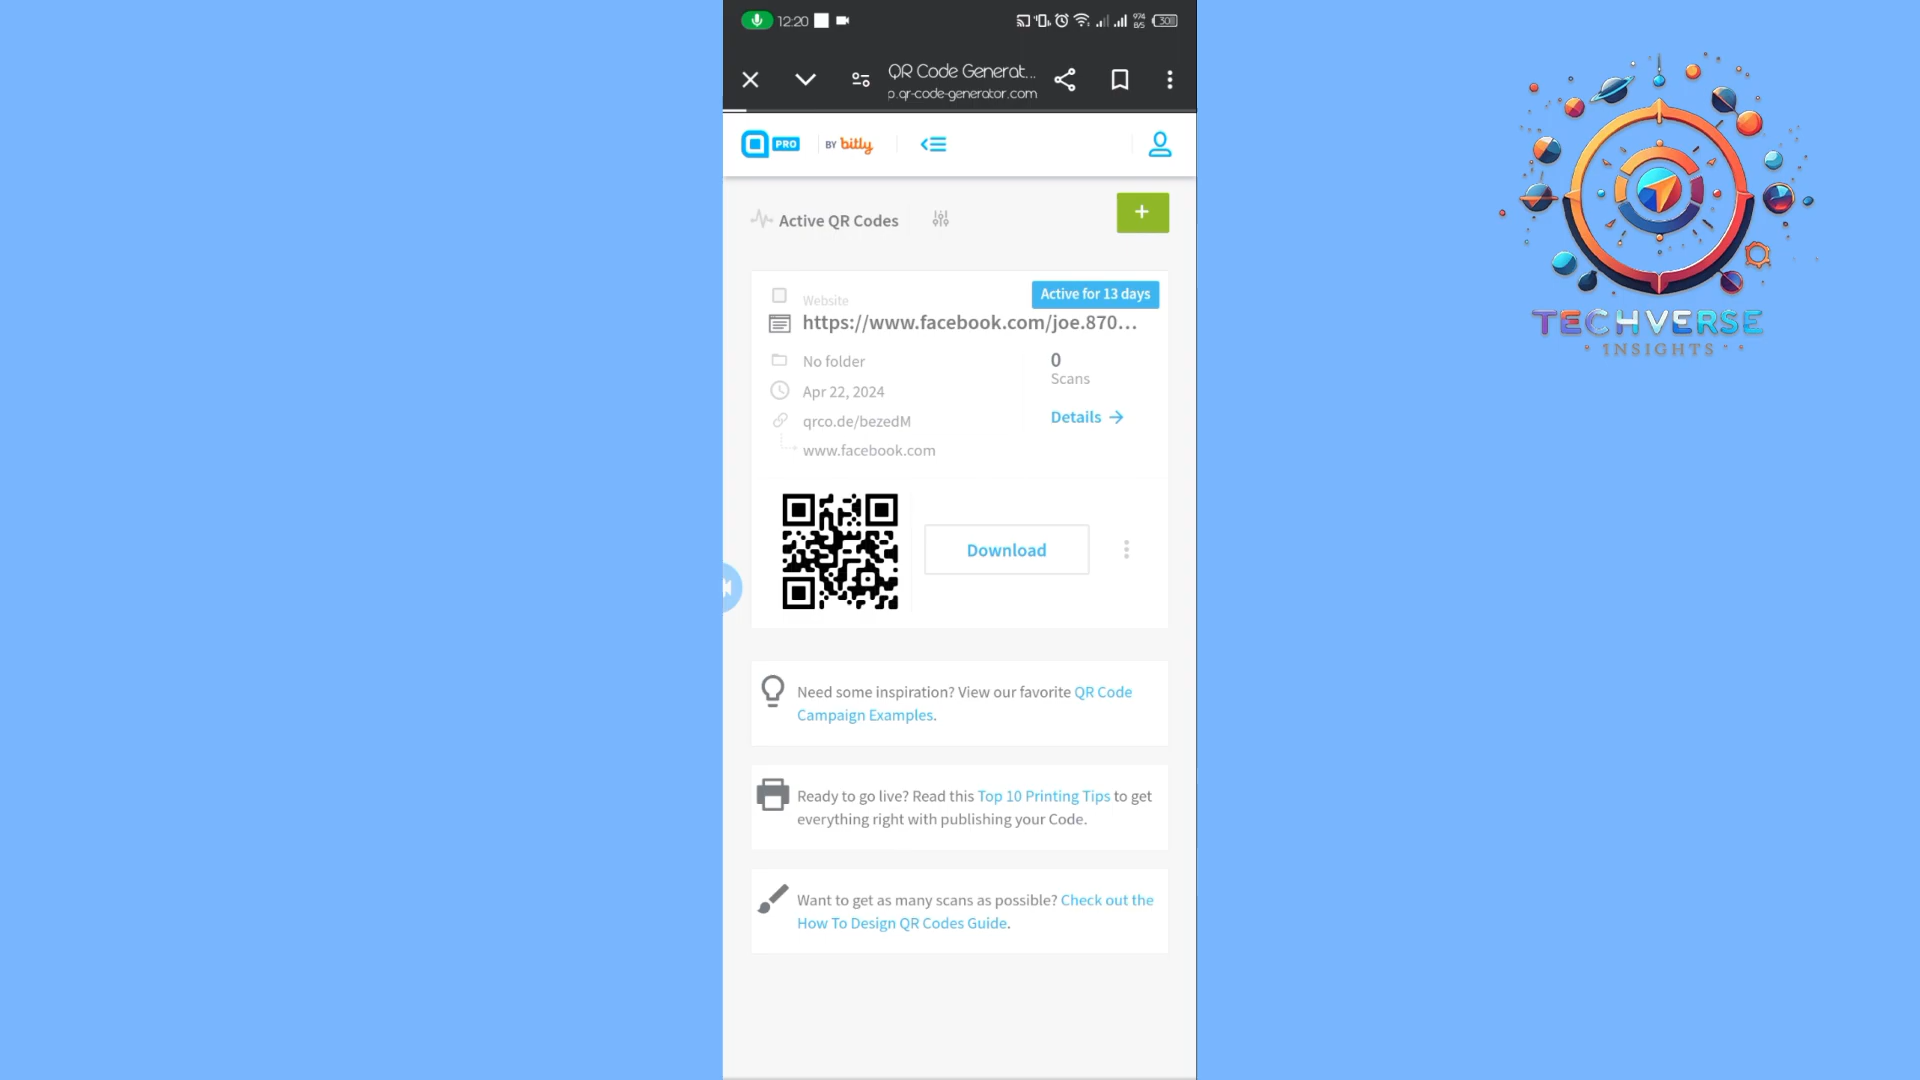 12:20
974
B/S
30
QR Code Generat...
p.qr-code-generator.com
PRO
BY bitly
Active QR Codes
+
Website
Active for 13 days
https://www.facebook.com/joe.870...
No folder
0
Scans
Apr 22, 2024
qrco.de/bezedM
Details →
www.facebook.com
Download
Need some inspiration? View our favorite QR Code
Campaign Examples.
Ready to go live? Read this Top 10 Printing Tips to get
everything right with publishing your Code.
Want to get as many scans as possible? Check out the
How To Design QR Codes Guide.
TECHVERSE
INSIGHTS